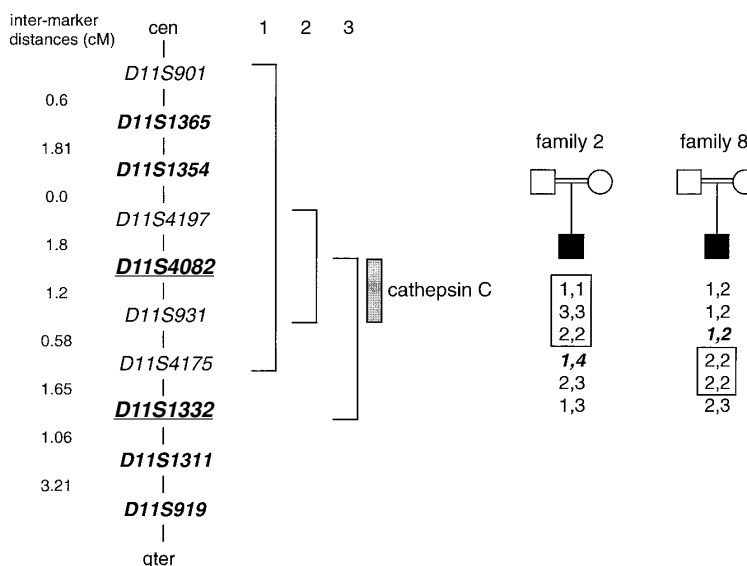 inter-marker
distances (cM)
cen
1
2
3
D11S901
0.6
D11S1365
1.81
D11S1354
0.0
D11S4197
1.8
D11S4082
1.2
D11S931
0.58
D11S4175
1.65
D11S1332
1.06
D11S1311
3.21
D11S919
qter
cathepsin C
family 2
1,1
3,3
2,2
1,4
2,3
1,3
family 8
1,2
1,2
1,2
2,2
2,2
2,3